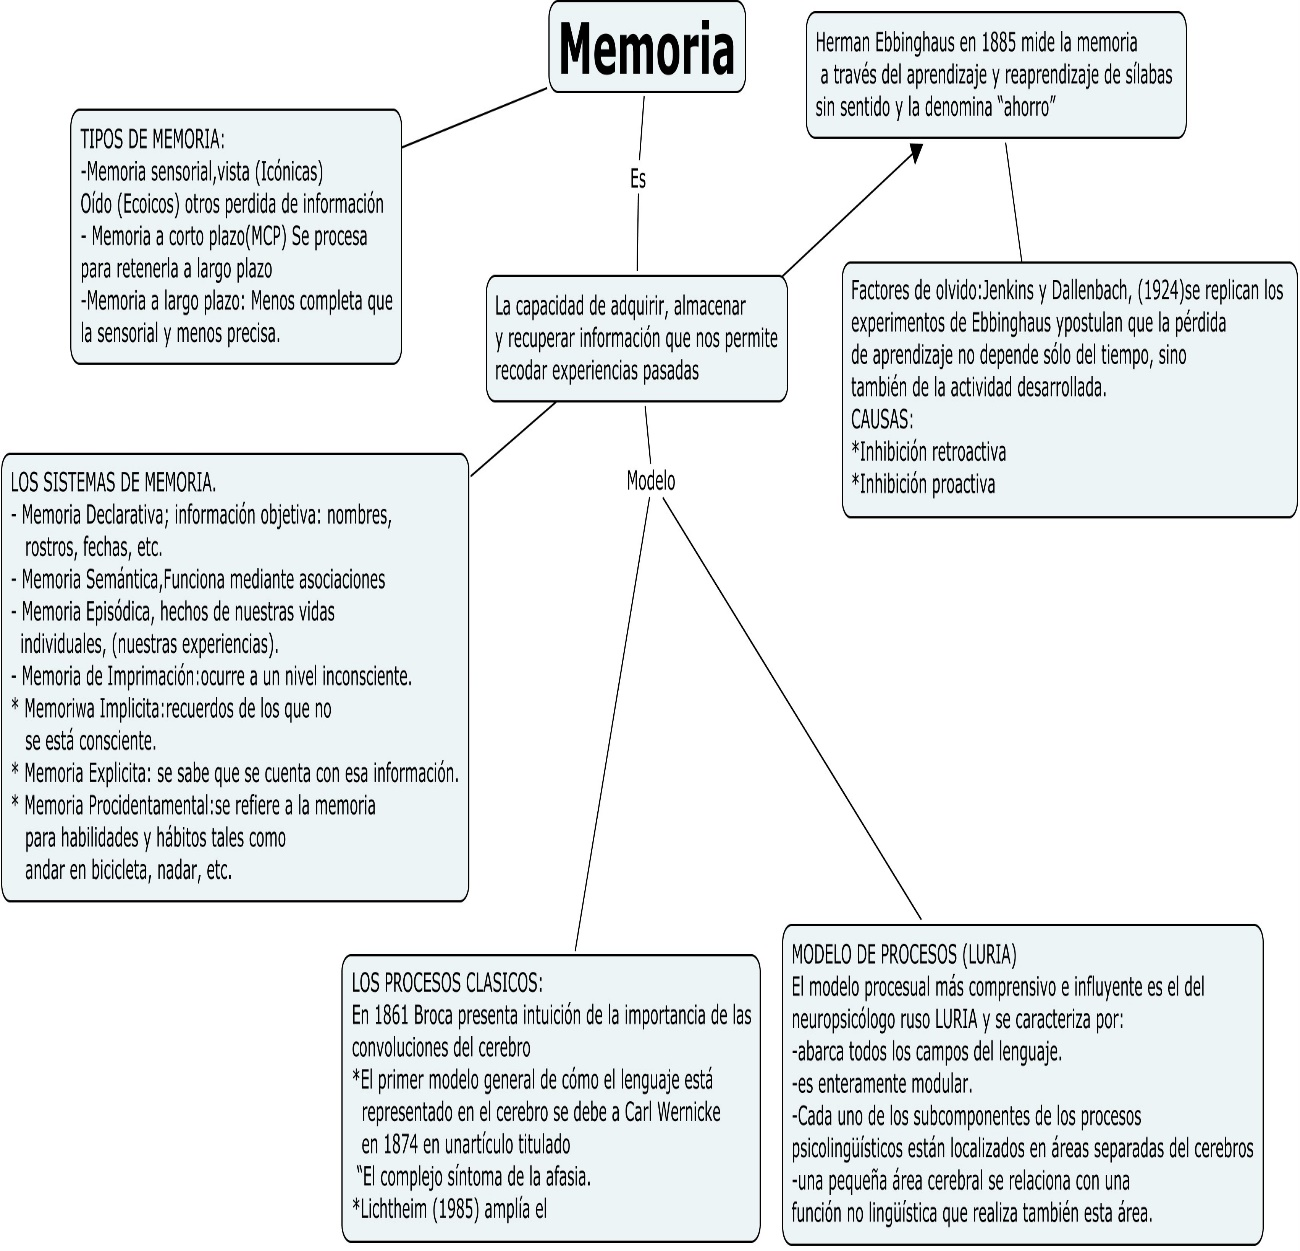 Memoria
Herman Ebbinghaus en 1885 mide la memoria
a través del aprendizaje y reaprendizaje de sílabas
sin sentido y la denomina “ahorro”
TIPOS DE MEMORIA:
-Memoria sensorial,vista (Icónicas)
Oído (Ecoicos) otros perdida de información
- Memoria a corto plazo(MCP) Se procesa
para retenerla a largo plazo
-Memoria a largo plazo: Menos completa que
la sensorial y menos precisa.
Es
La capacidad de adquirir, almacenar
y recuperar información que nos permite
recodar experiencias pasadas
Factores de olvido:Jenkins y Dallenbach, (1924)se replican los
experimentos de Ebbinghaus ypostulan que la pérdida
de aprendizaje no depende sólo del tiempo, sino
también de la actividad desarrollada.
CAUSAS:
*Inhibición retroactiva
*Inhibición proactiva
LOS SISTEMAS DE MEMORIA.
- Memoria Declarativa; información objetiva: nombres,
rostros, fechas, etc.
- Memoria Semántica,Funciona mediante asociaciones
- Memoria Episódica, hechos de nuestras vidas
individuales, (nuestras experiencias).
- Memoria de Imprimación:ocurre a un nivel inconsciente.
* Memoriwa Implicita:recuerdos de los que no
se está consciente.
* Memoria Explicita: se sabe que se cuenta con esa información.
* Memoria Procidentamental:se refiere a la memoria
para habilidades y hábitos tales como
andar en bicicleta, nadar, etc.
Modelo
LOS PROCESOS CLASICOS:
En 1861 Broca presenta intuición de la importancia de las
convoluciones del cerebro
*El primer modelo general de cómo el lenguaje está
representado en el cerebro se debe a Carl Wernicke
en 1874 en unartículo titulado
“El complejo síntoma de la afasia.
*Lichtheim (1985) amplía el
MODELO DE PROCESOS (LURIA)
El modelo procesual más comprensivo e influyente es el del
neuropsicólogo ruso LURIA y se caracteriza por:
-abarca todos los campos del lenguaje.
-es enteramente modular.
-Cada uno de los subcomponentes de los procesos
psicolingüísticos están localizados en áreas separadas del cerebros
-una pequeña área cerebral se relaciona con una
función no lingüística que realiza también esta área.